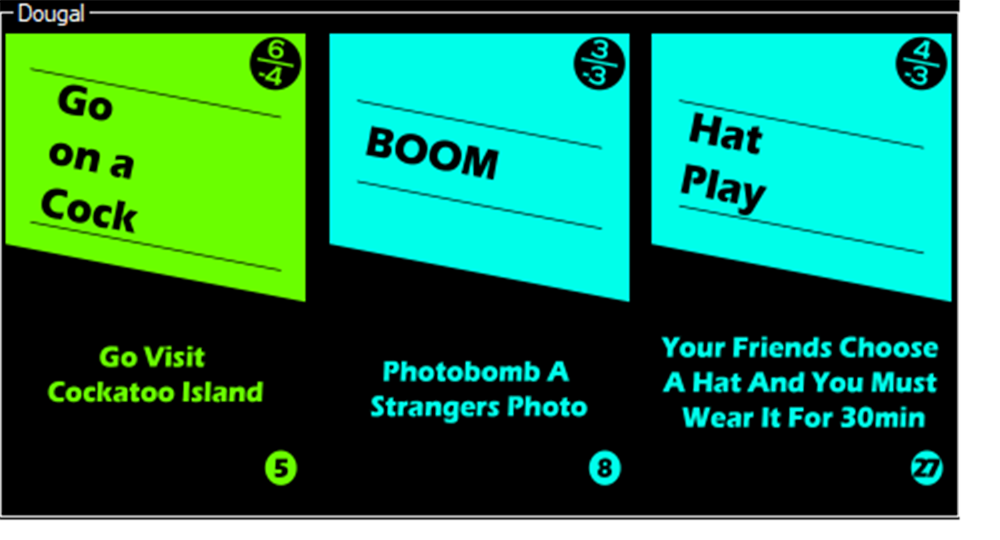 Dougal
6
-4
Go
on a
Cock
Go Visit
Cockatoo Island
5
3
-3
BOOM
Photobomb A
Strangers Photo
8
4
-3
Hat
Play
Your Friends Choose
A Hat And You Must
Wear It For 30min
27